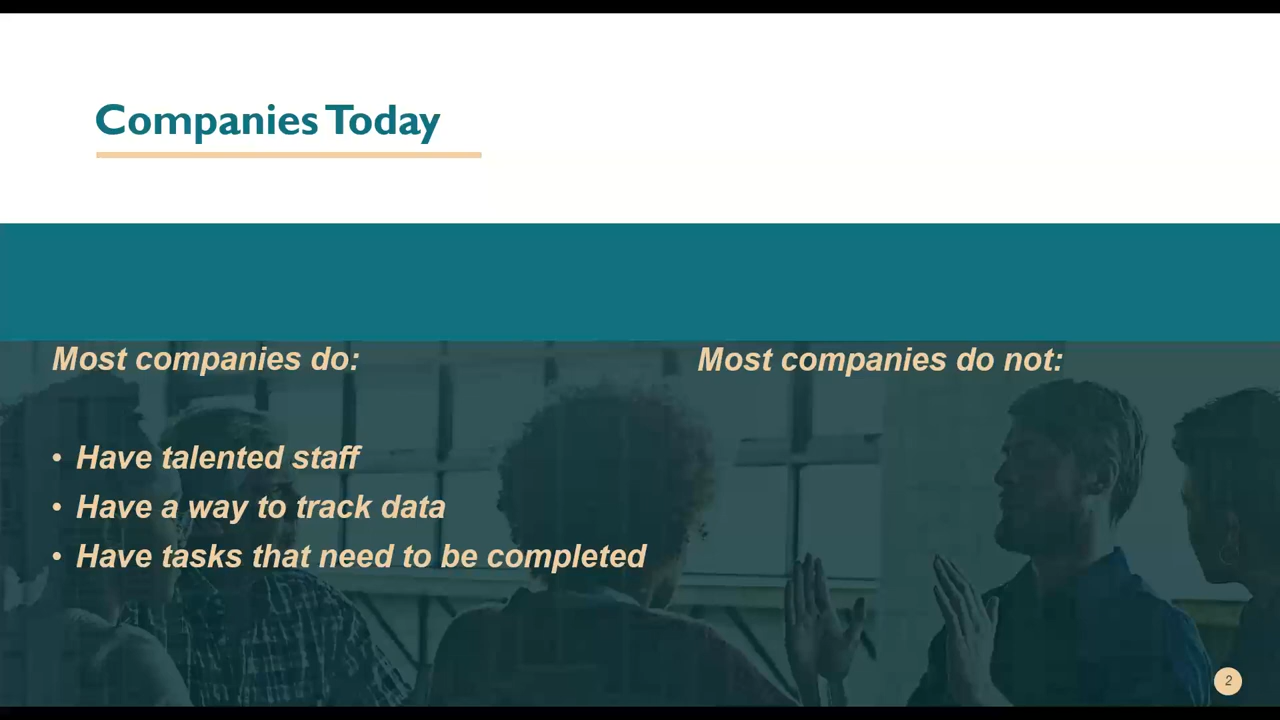 Companies Today
Most companies do:
• Have talented staff
• Have a way to track data
• Have tasks that need to be completed
Most companies do not:
2